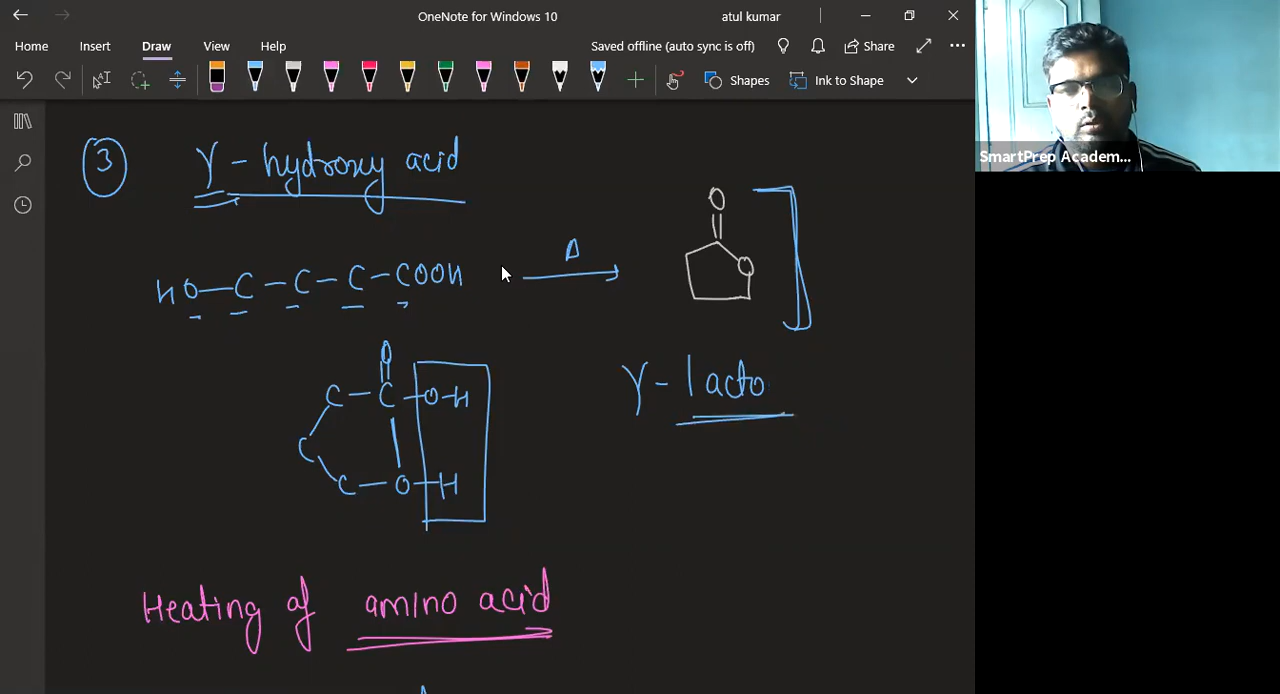 OneNote for Windows 10
atul kumar
Home Insert Draw View Help
Saved offline (auto sync is off)
Share
Shapes
Ink to Shape
SmartPrep Academ...
3 γ-hydroxy acid
HO-C-C-C-COOH
Δ
O
O
O
C-C-O-H
C
C-O-H
γ-lacto
Heating of amino acid